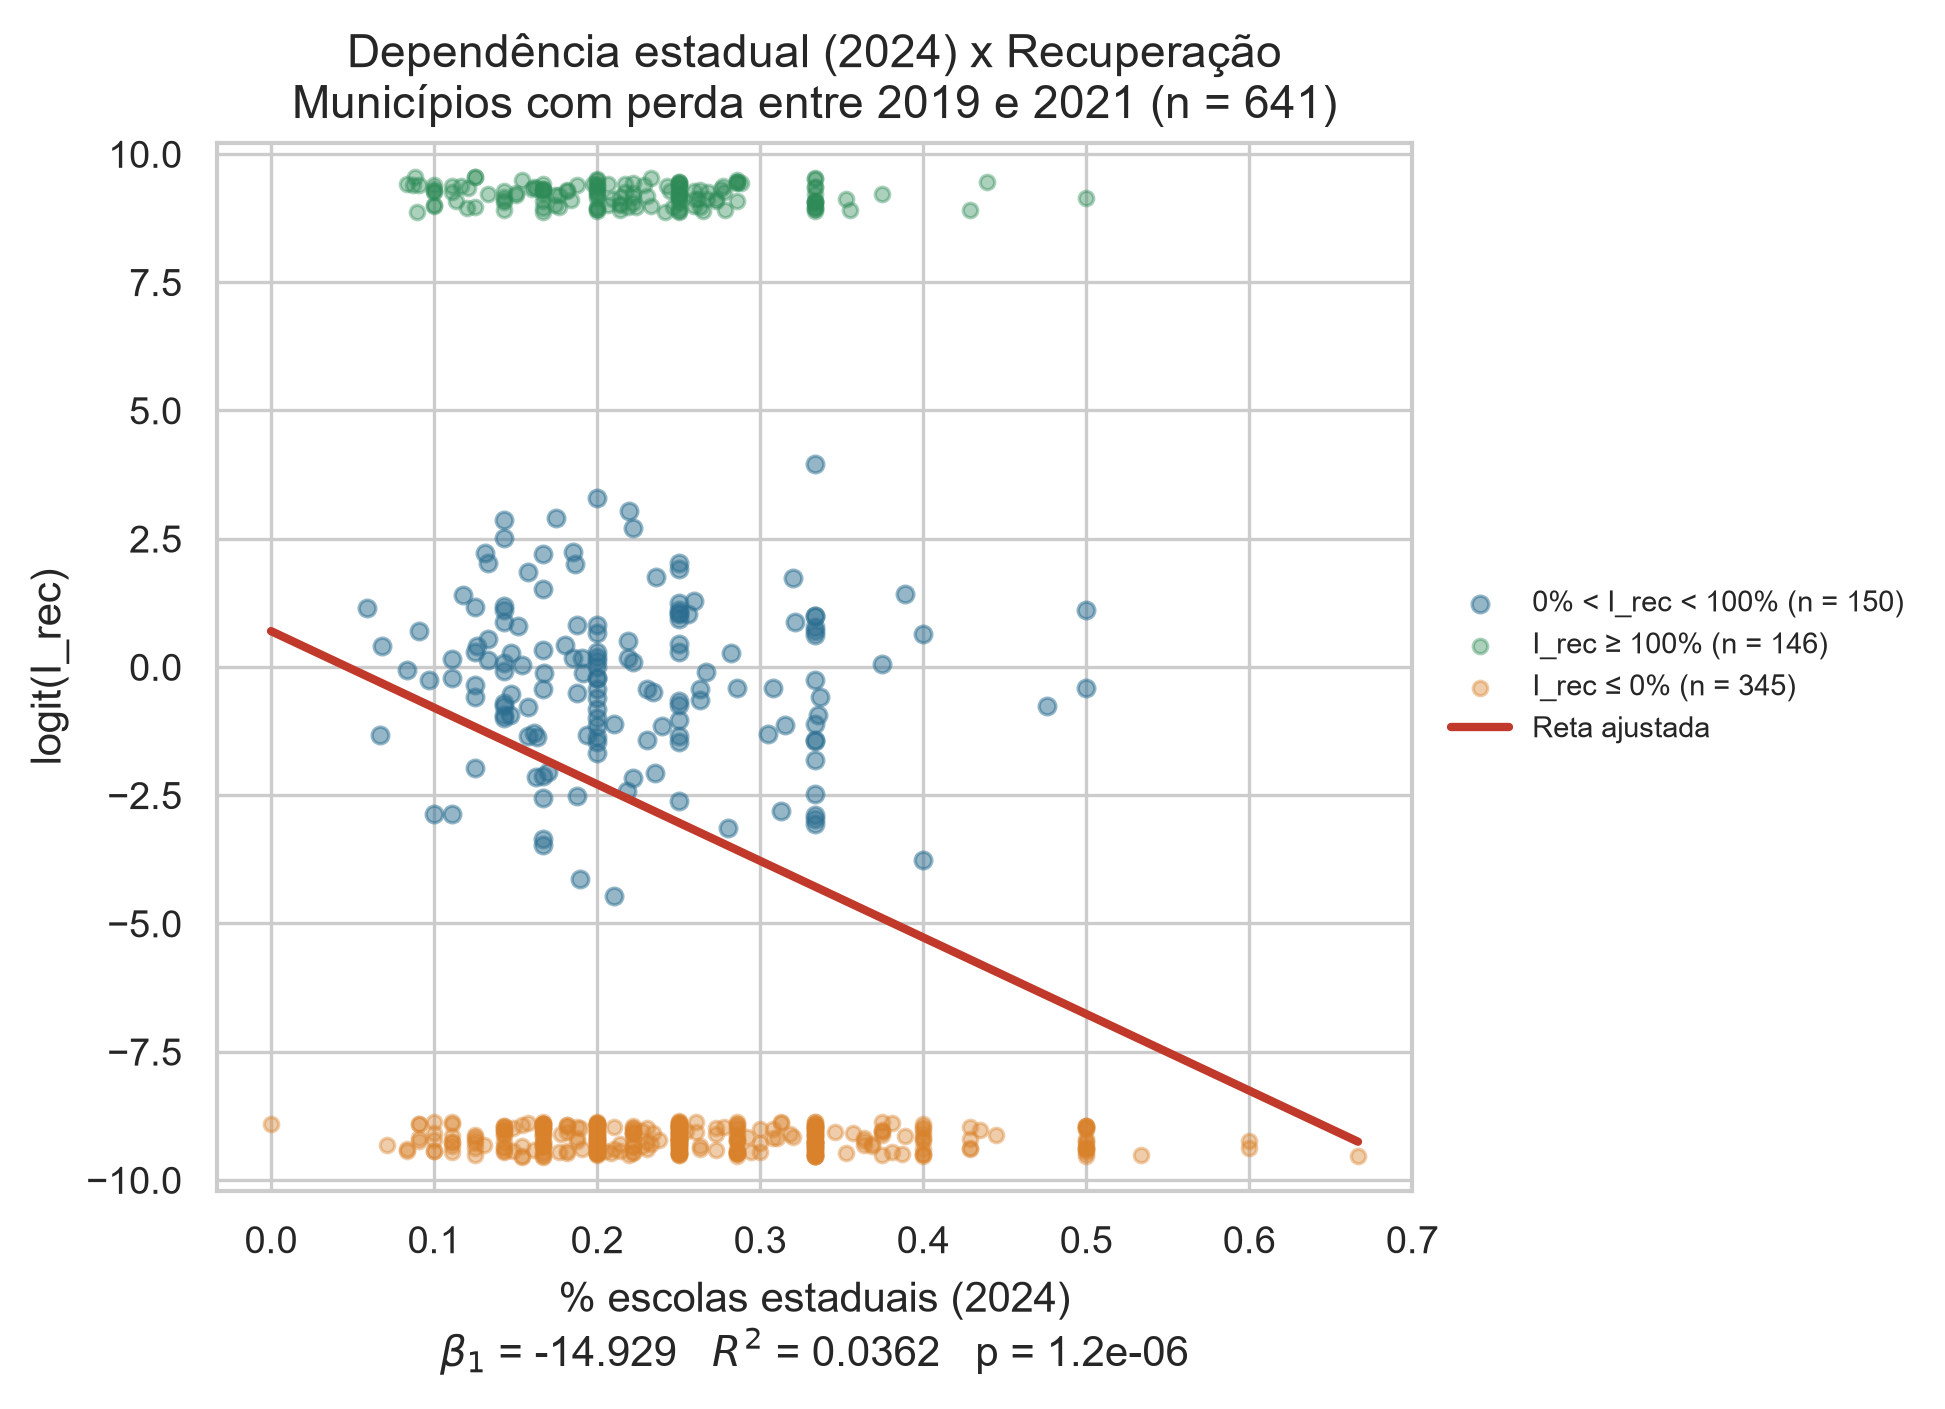 Dependência estadual (2024) x Recuperação
Municípios com perda entre 2019 e 2021 (n = 641)
10.0
7.5
5.0
2.5
0.0
−2.5
−5.0
−7.5
−10.0
logit(I_rec)
0% < I_rec < 100% (n = 150)
I_rec ≥ 100% (n = 146)
I_rec ≤ 0% (n = 345)
Reta ajustada
0.0 0.1 0.2 0.3 0.4 0.5 0.6 0.7
% escolas estaduais (2024)
β₁ = -14.929 R² = 0.0362 p = 1.2e-06